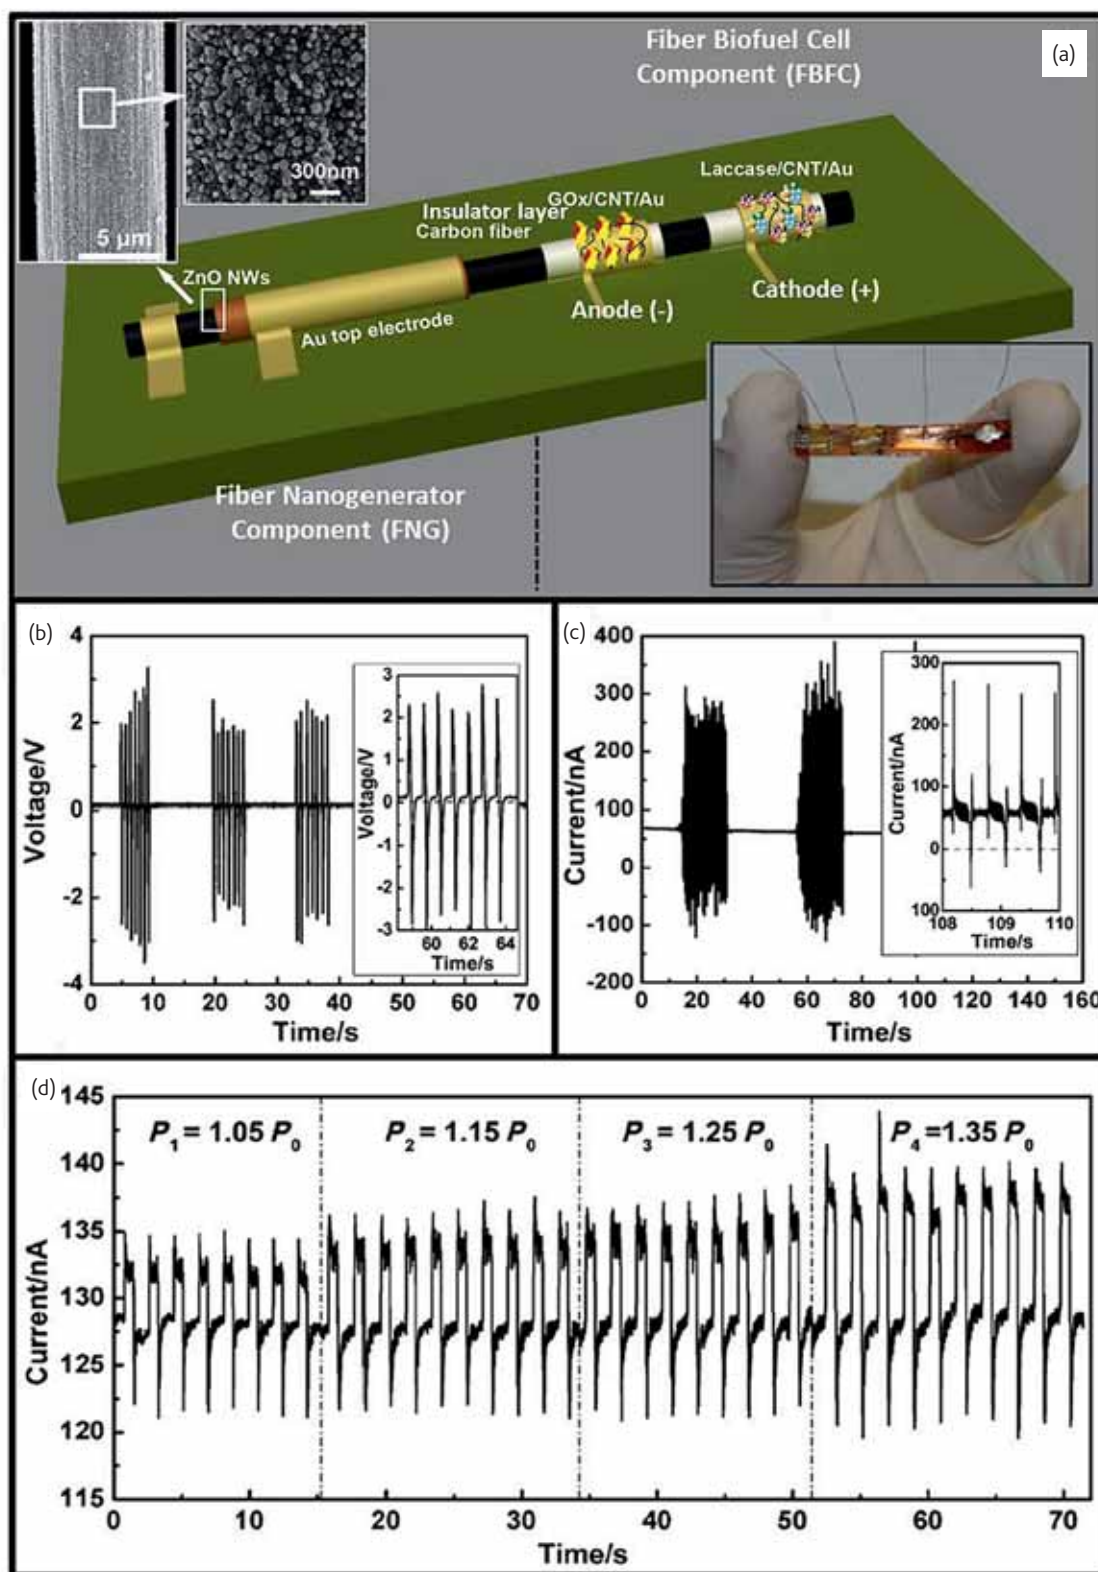 Fiber Biofuel Cell
Component (FBFC)
(a)
300nm
5 µm
Laccase/CNT/Au
GOx/CNT/Au
Insulator layer
Carbon fiber
ZnO NWs
Cathode (+)
Anode (-)
Au top electrode
Fiber Nanogenerator
Component (FNG)
(b)
4
2
0
-2
-4
Voltage/V
0 10 20 30 40 50 60 70
Time/s
3
2
1
0
-1
-2
-3
Voltage/V
60 62 64
Time/s
(c)
400
300
200
100
0
-100
-200
Current/nA
0 20 40 60 80 100 120 140 160
Time/s
300
200
100
0
100
Current/nA
108 109 110
Time/s
(d)
145
140
135
130
125
120
115
Current/nA
P1 = 1.05 P0
P2 = 1.15 P0
P3 = 1.25 P0
P4 =1.35 P0
0 10 20 30 40 50 60 70
Time/s